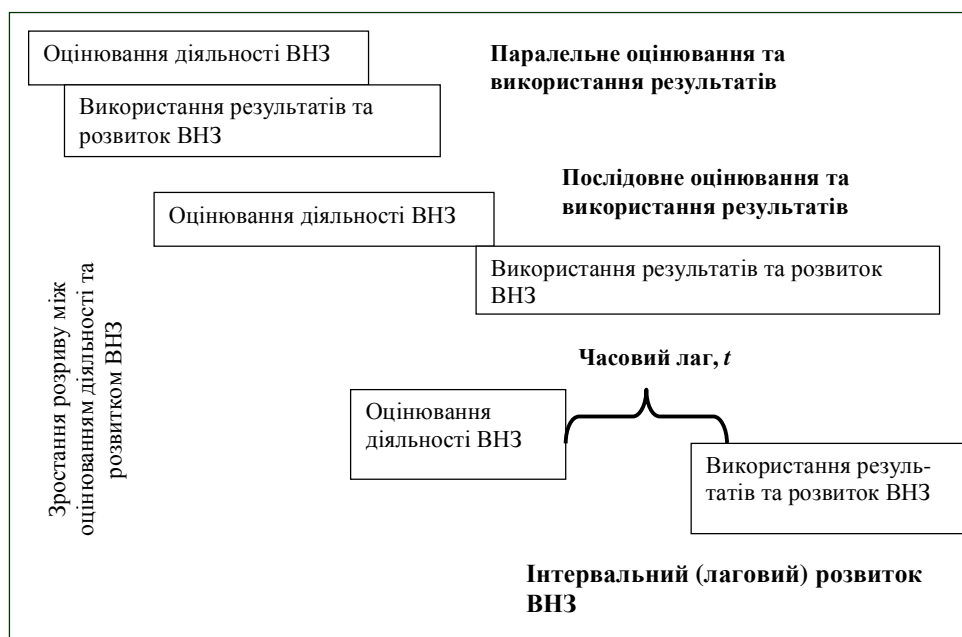 Оцінювання діяльності ВНЗ
Паралельне оцінювання та
використання результатів
Використання результатів та
розвиток ВНЗ
Послідовне оцінювання та
використання результатів
Оцінювання діяльності ВНЗ
Використання результатів та розвиток
ВНЗ
Зростання розриву між
оцінюванням діяльності та
розвитком ВНЗ
Часовий лаг, t
Оцінювання
діяльності ВНЗ
Використання резуль-
татів та розвиток ВНЗ
Інтервальний (лаговий) розвиток
ВНЗ